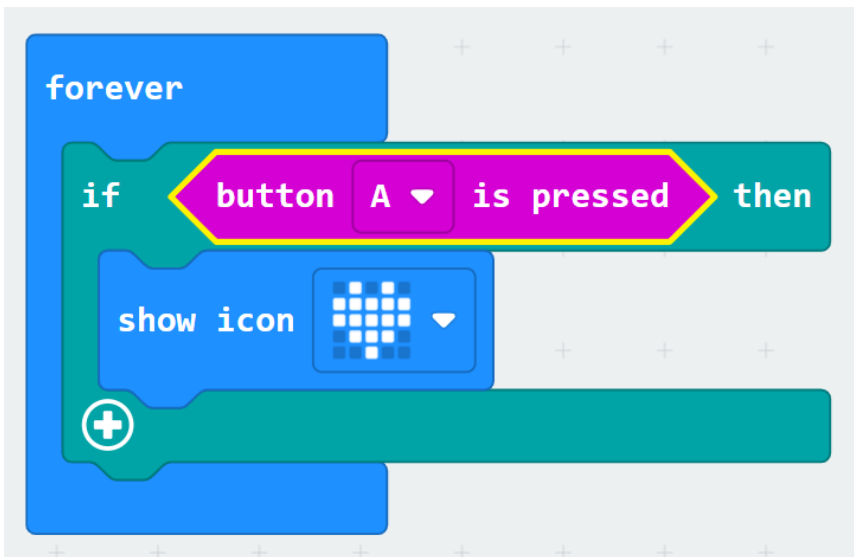 forever
if button A is pressed then
show icon